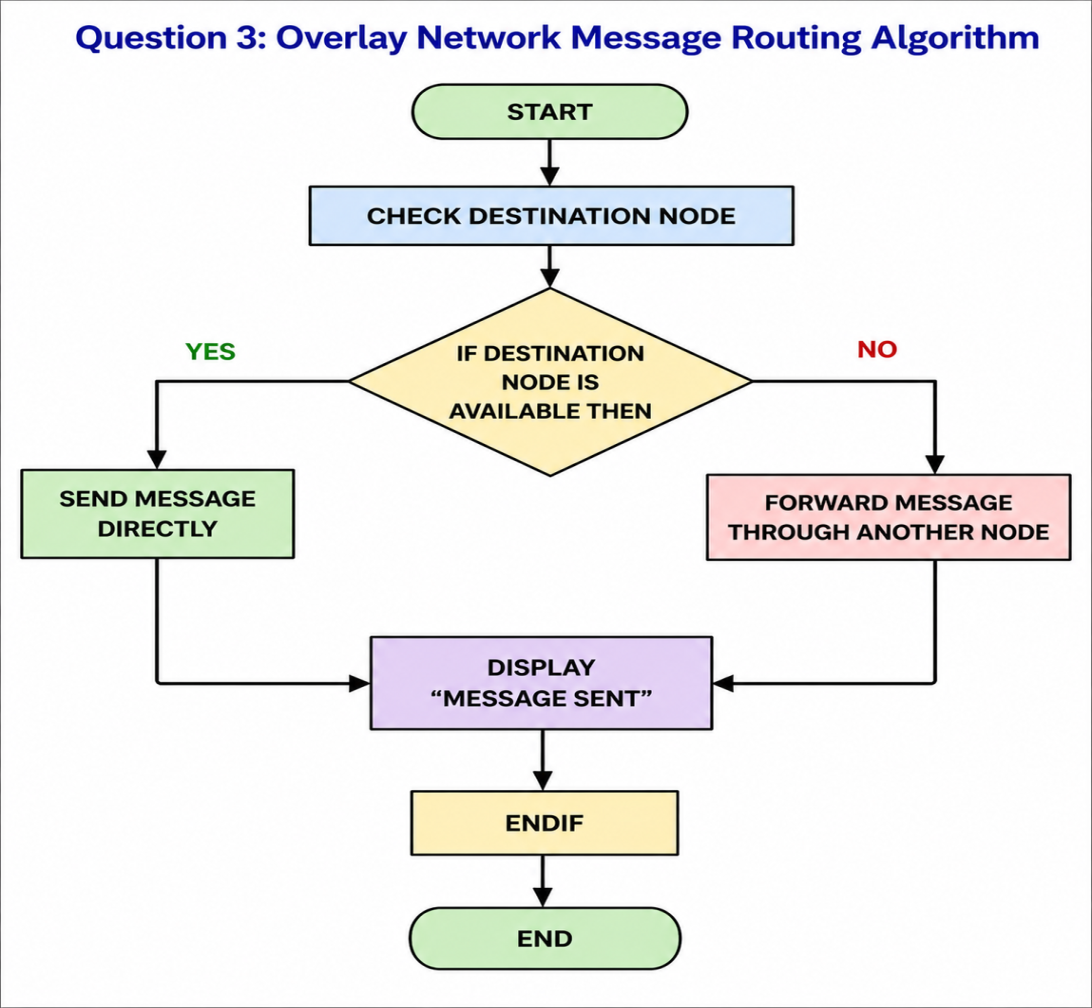 Question 3: Overlay Network Message Routing Algorithm
START
CHECK DESTINATION NODE
IF DESTINATION
NODE IS
AVAILABLE THEN
YES
NO
SEND MESSAGE
DIRECTLY
FORWARD MESSAGE
THROUGH ANOTHER NODE
DISPLAY
“MESSAGE SENT”
ENDIF
END